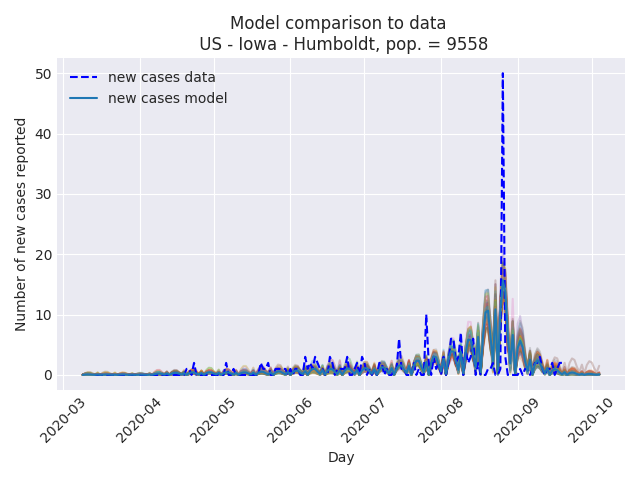 Model comparison to data
US - Iowa - Humboldt, pop. = 9558
new cases data
new cases model
Number of new cases reported
50
40
30
20
10
0
2020-03
2020-04
2020-05
2020-06
2020-07
2020-08
2020-09
2020-10
Day